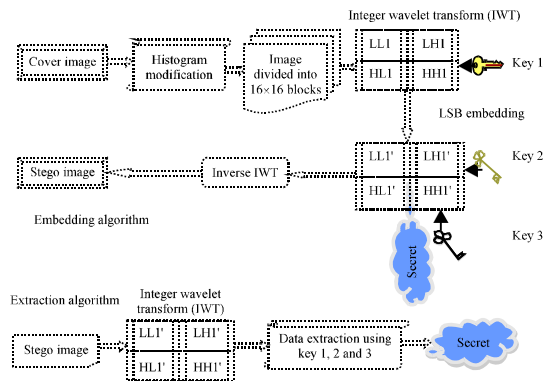 Integer wavelet transform (IWT)
Cover image
Histogram
modification
Image
divided into
16×16 blocks
LL1 LH1
HL1 HH1
Key 1
LSB embedding
Stego image
Inverse IWT
LL1' LH1'
HL1' HH1'
Key 2
Embedding algorithm
Secret
Key 3
Extraction algorithm
Integer wavelet
transform (IWT)
Stego image
LL1' LH1'
HL1' HH1'
Data extraction using
key 1, 2 and 3
Secret